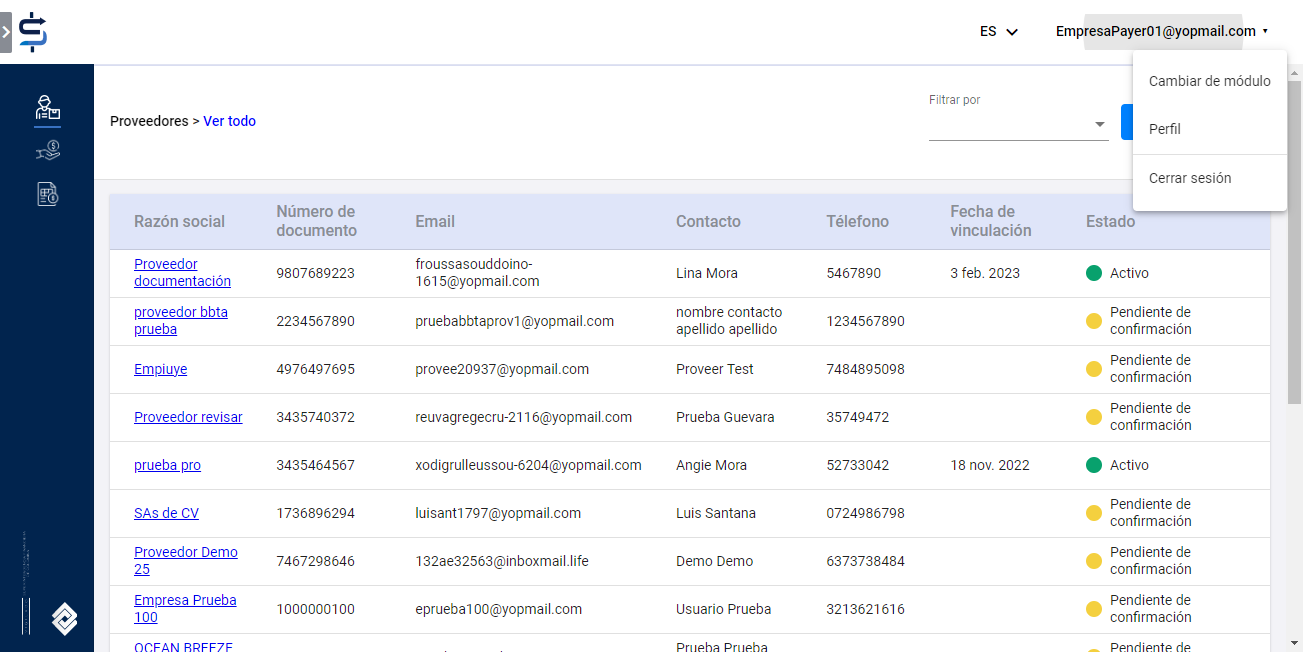 ES
EmpresaPayer01@yopmail.com
Cambiar de módulo
Perfil
Cerrar sesión
Filtrar por
Proveedores > Ver todo
Razón social
Número de
documento
Email
Contacto
Télefono
Fecha de
vinculación
Estado
Proveedor
documentación
9807689223
froussasouddoino-
1615@yopmail.com
Lina Mora
5467890
3 feb. 2023
Activo
proveedor bbta
prueba
2234567890
pruebabbtaprov1@yopmail.com
nombre contacto
apellido apellido
1234567890
Pendiente de
confirmación
Empiuye
4976497695
provee20937@yopmail.com
Proveer Test
7484895098
Pendiente de
confirmación
Proveedor revisar
3435740372
reuvagregecru-2116@yopmail.com
Prueba Guevara
35749472
Pendiente de
confirmación
prueba pro
3435464567
xodigrulleussou-6204@yopmail.com
Angie Mora
52733042
18 nov. 2022
Activo
SAs de CV
1736896294
luisant1797@yopmail.com
Luis Santana
0724986798
Pendiente de
confirmación
Proveedor Demo
25
7467298646
132ae32563@inboxmail.life
Demo Demo
6373738484
Pendiente de
confirmación
Empresa Prueba
100
1000000100
eprueba100@yopmail.com
Usuario Prueba
3213621616
Pendiente de
confirmación
OCEAN BREEZE
Prueba Prueba
Pendiente de